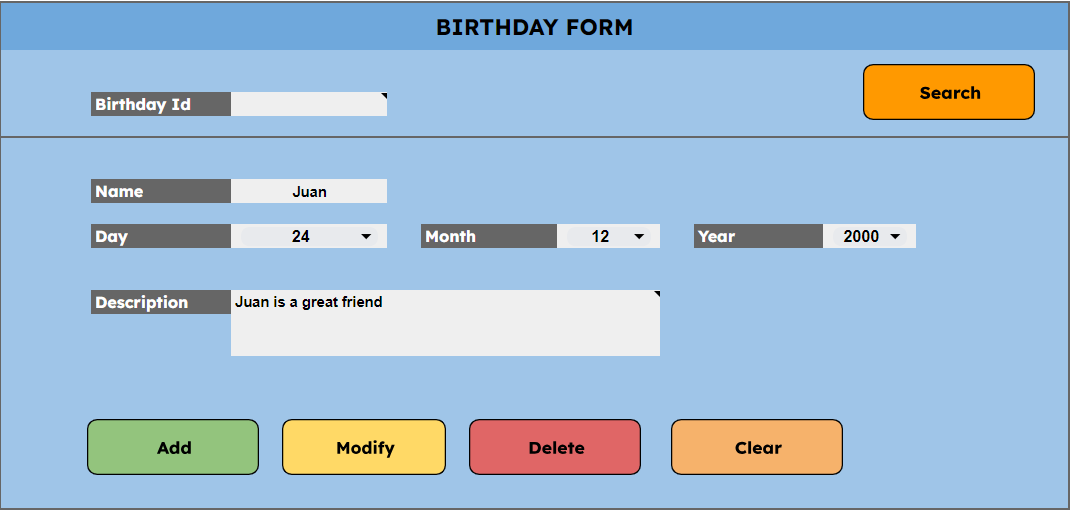 BIRTHDAY FORM
Search
Birthday Id
Name Juan
Day 24 Month 12 Year 2000
Description Juan is a great friend
Add Modify Delete Clear